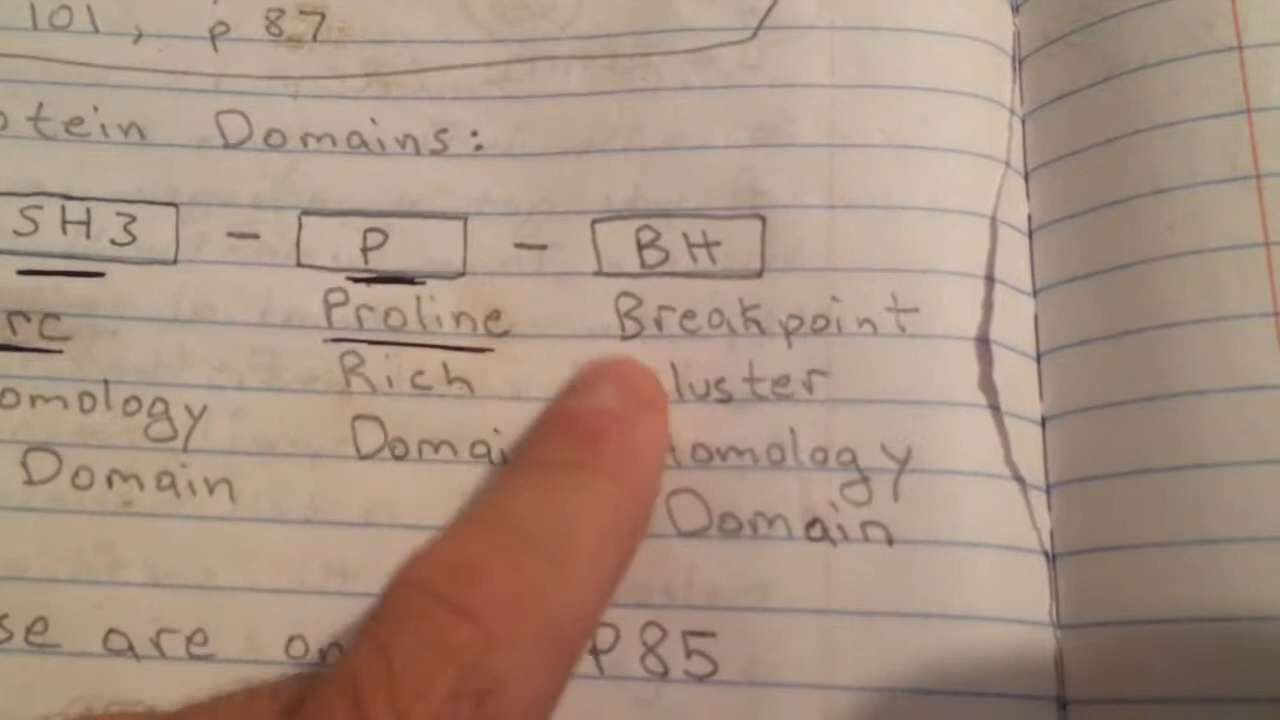 101, p 87
tein Domains:
SH3 - P - BH
rc Proline Breakpoint
Rich luster
omology Domai omology
Domain Domain
se are on P85